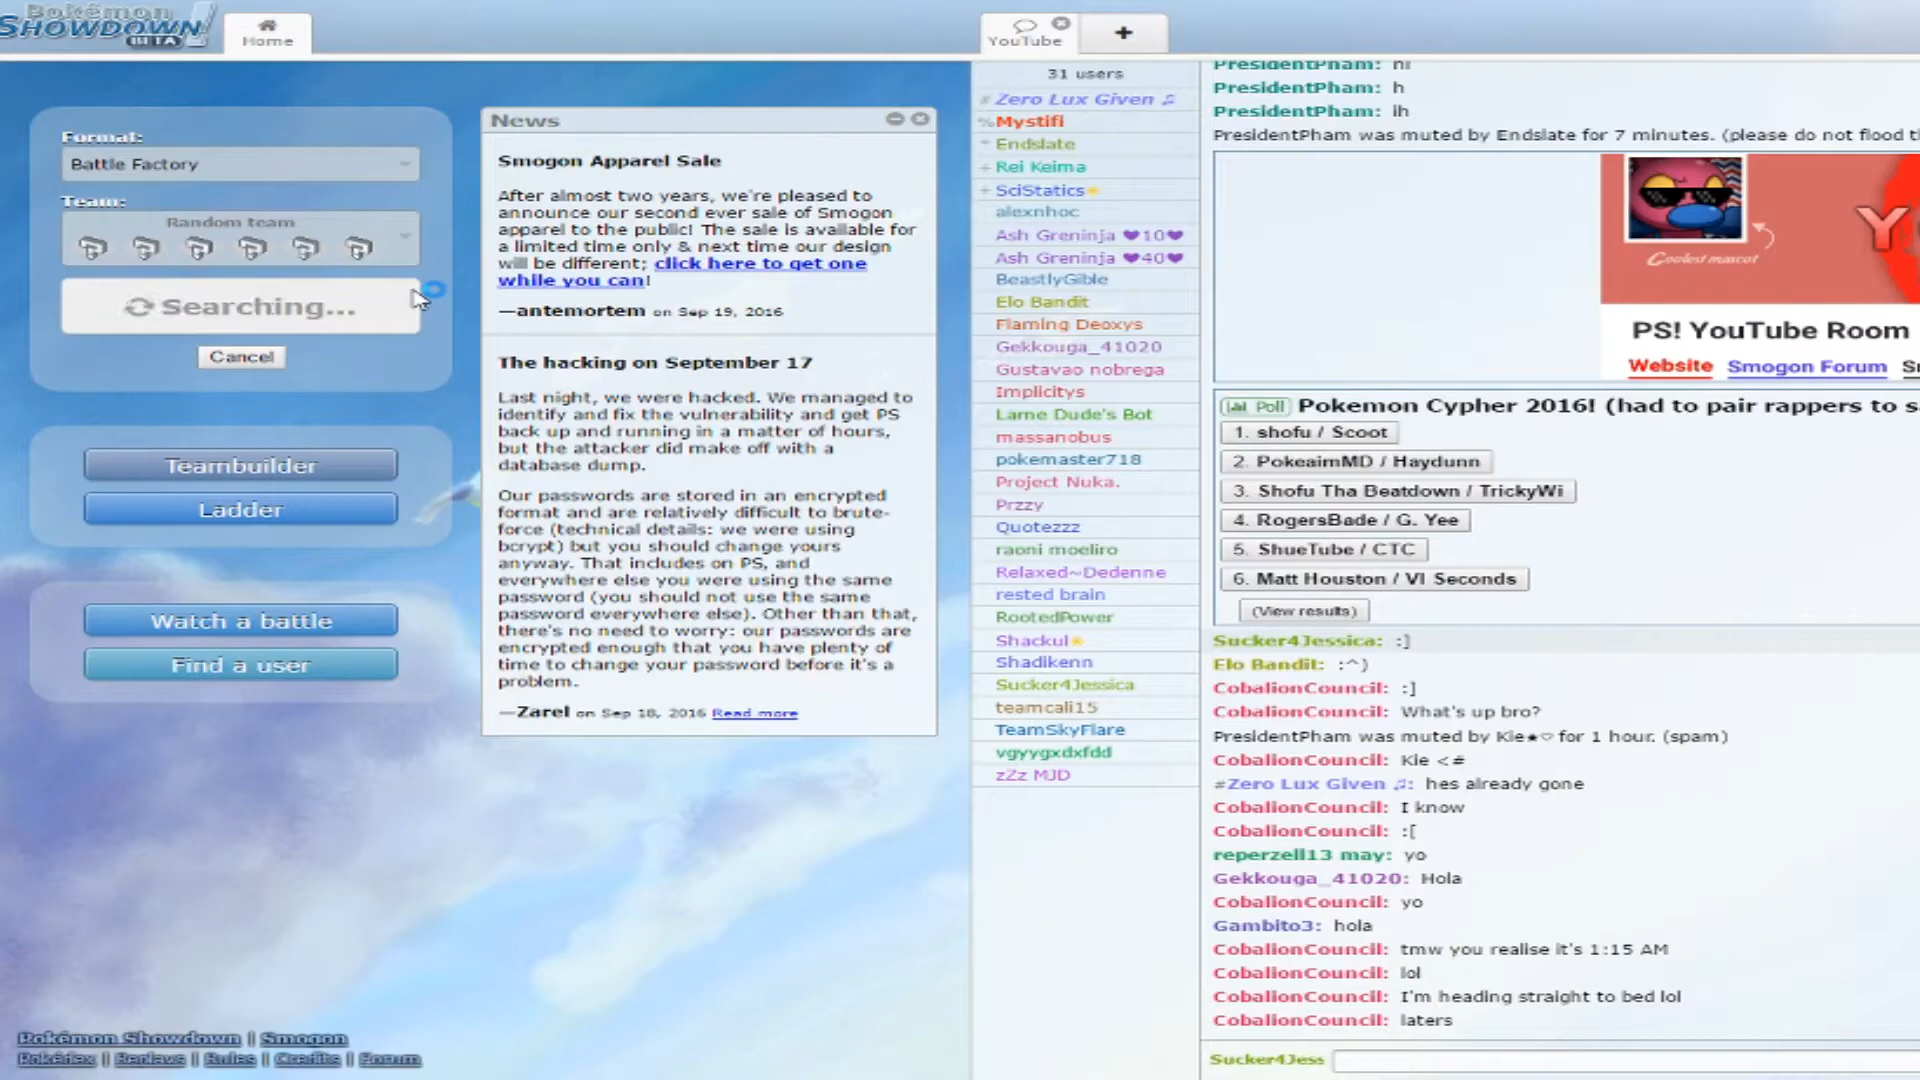 Pokémon
SHOWDOWN!
BETA
Home
YouTube
+
Format:
Battle Factory
Team:
Random team
Searching...
Cancel
Teambuilder
Ladder
Watch a battle
Find a user
News
Smogon Apparel Sale
After almost two years, we're pleased to
announce our second ever sale of Smogon
apparel to the public! The sale is available for
a limited time only & next time our design
will be different; click here to get one
while you can!
—antemortem on Sep 19, 2016
The hacking on September 17
Last night, we were hacked. We managed to
identify and fix the vulnerability and get PS
back up and running in a matter of hours,
but the attacker did make off with a
database dump.
Our passwords are stored in an encrypted
format and are relatively difficult to brute-
force (technical details: we were using
bcrypt) but you should change yours
anyway. That includes on PS, and
everywhere else you were using the same
password (you should not use the same
password everywhere else). Other than that,
there's no need to worry: our passwords are
encrypted enough that you have plenty of
time to change your password before it's a
problem.
—Zarel on Sep 18, 2016 Read more
31 users
#Zero Lux Given ♫
%Mystifi
Endslate
+Rei Keima
+SciStatics★
alexnhoc
Ash Greninja ❤10❤
Ash Greninja ❤40❤
BeastlyGible
Elo Bandit
Flaming Deoxys
Gekkouga_41020
Gustavao nobrega
Implicitys
Lame Dude's Bot
massanobus
pokemaster718
Project Nuka.
Przzy
Quotezzz
raoni moeliro
Relaxed~Dedenne
rested brain
RootedPower
Shackul★
Shadikenn
Sucker4Jessica
teamcali15
TeamSkyFlare
vgyygxdxfdd
zZz MJD
PresidentPham: hi
PresidentPham: h
PresidentPham: ih
PresidentPham was muted by Endslate for 7 minutes. (please do not flood
Coolest mascot
Y
PS! YouTube Room
Website Smogon Forum
Poll Pokemon Cypher 2016! (had to pair rappers to
1. shofu / Scoot
2. PokeaimMD / Haydunn
3. Shofu Tha Beatdown / TrickyWi
4. RogersBade / G. Yee
5. ShueTube / CTC
6. Matt Houston / VI Seconds
(View results)
Sucker4Jessica: :]
Elo Bandit: :^)
CobalionCouncil: :]
CobalionCouncil: What's up bro?
PresidentPham was muted by Kie★♡ for 1 hour. (spam)
CobalionCouncil: Kie <#
#Zero Lux Given ♫: hes already gone
CobalionCouncil: I know
CobalionCouncil: :[
reperzell13 may: yo
Gekkouga_41020: Hola
CobalionCouncil: yo
Gambito3: hola
CobalionCouncil: tmw you realise it's 1:15 AM
CobalionCouncil: lol
CobalionCouncil: I'm heading straight to bed lol
CobalionCouncil: laters
Sucker4Jess
Pokémon Showdown | Smogon
Pokédex | Replays | Rules | Credits | Forum